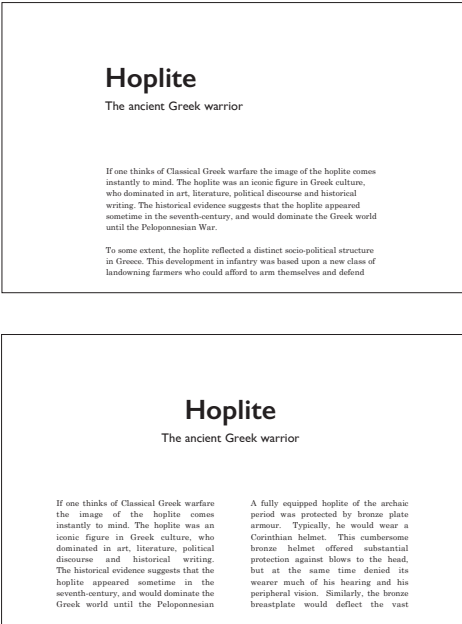 Hoplite
The ancient Greek warrior
If one thinks of Classical Greek warfare the image of the hoplite comes
instantly to mind. The hoplite was an iconic figure in Greek culture,
who dominated in art, literature, political discourse and historical
writing. The historical evidence suggests that the hoplite appeared
sometime in the seventh-century, and would dominate the Greek world
until the Peloponnesian War.
To some extent, the hoplite reflected a distinct socio-political structure
in Greece. This development in infantry was based upon a new class of
landowning farmers who could afford to arm themselves and defend
Hoplite
The ancient Greek warrior
If one thinks of Classical Greek warfare
the image of the hoplite comes
instantly to mind. The hoplite was an
iconic figure in Greek culture, who
dominated in art, literature, political
discourse and historical writing.
The historical evidence suggests that the
hoplite appeared sometime in the
seventh-century, and would dominate the
Greek world until the Peloponnesian
A fully equipped hoplite of the archaic
period was protected by bronze plate
armour. Typically, he would wear a
Corinthian helmet. This cumbersome
bronze helmet offered substantial
protection against blows to the head,
but at the same time denied its
wearer much of his hearing and his
peripheral vision. Similarly, the bronze
breastplate would deflect the vast